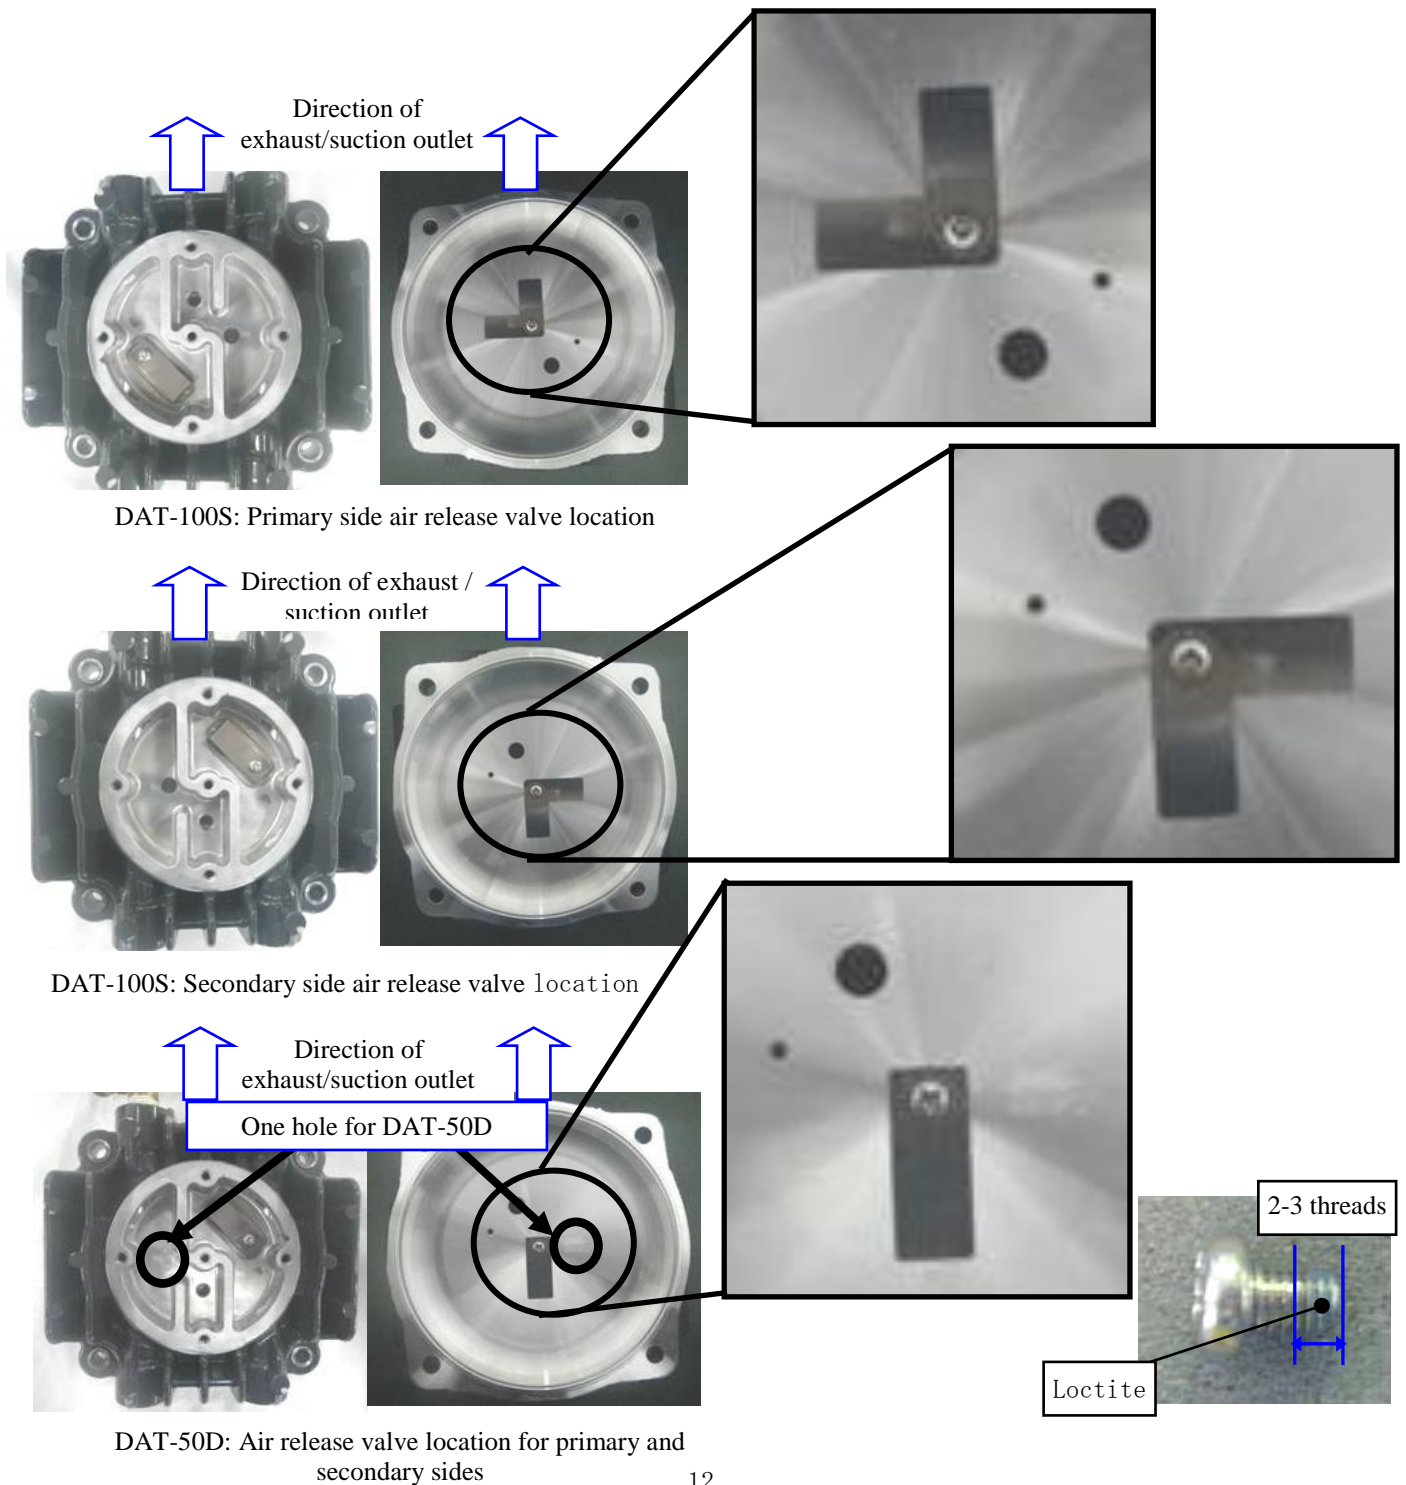 Direction of
exhaust/suction outlet
DAT-100S: Primary side air release valve location
Direction of exhaust /
suction outlet
DAT-100S: Secondary side air release valve location
Direction of
exhaust/suction outlet
One hole for DAT-50D
2-3 threads
Loctite
DAT-50D: Air release valve location for primary and
secondary sides
12